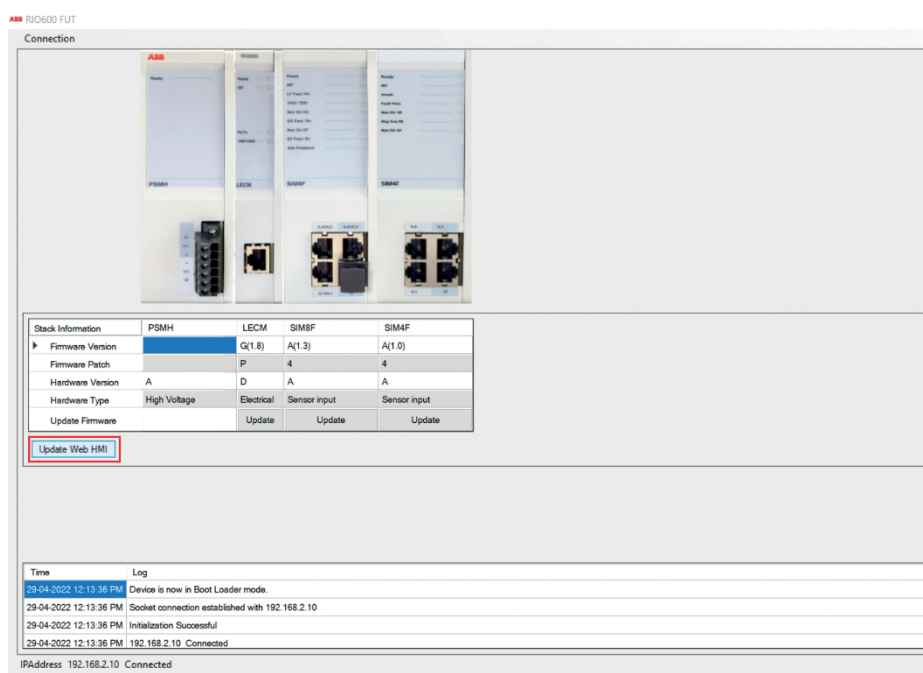 ABB RIO600 FUT
Connection
ABB
RIO600
Ready
Ready
Ready
Ready
PSMH
LECM
SIM8F
SIM4F
Stack Information PSMH LECM SIM8F SIM4F
Firmware Version G(1.8) A(1.3) A(1.0)
Firmware Patch P 4 4
Hardware Version A D A A
Hardware Type High Voltage Electrical Sensor input Sensor input
Update Firmware Update Update Update
Update Web HMI
Time Log
29-04-2022 12:13:36 PM Device is now in Boot Loader mode.
29-04-2022 12:13:36 PM Socket connection established with 192.168.2.10
29-04-2022 12:13:36 PM Initialization Successful
29-04-2022 12:13:36 PM 192.168.2.10 Connected
IPAddress 192.168.2.10 Connected